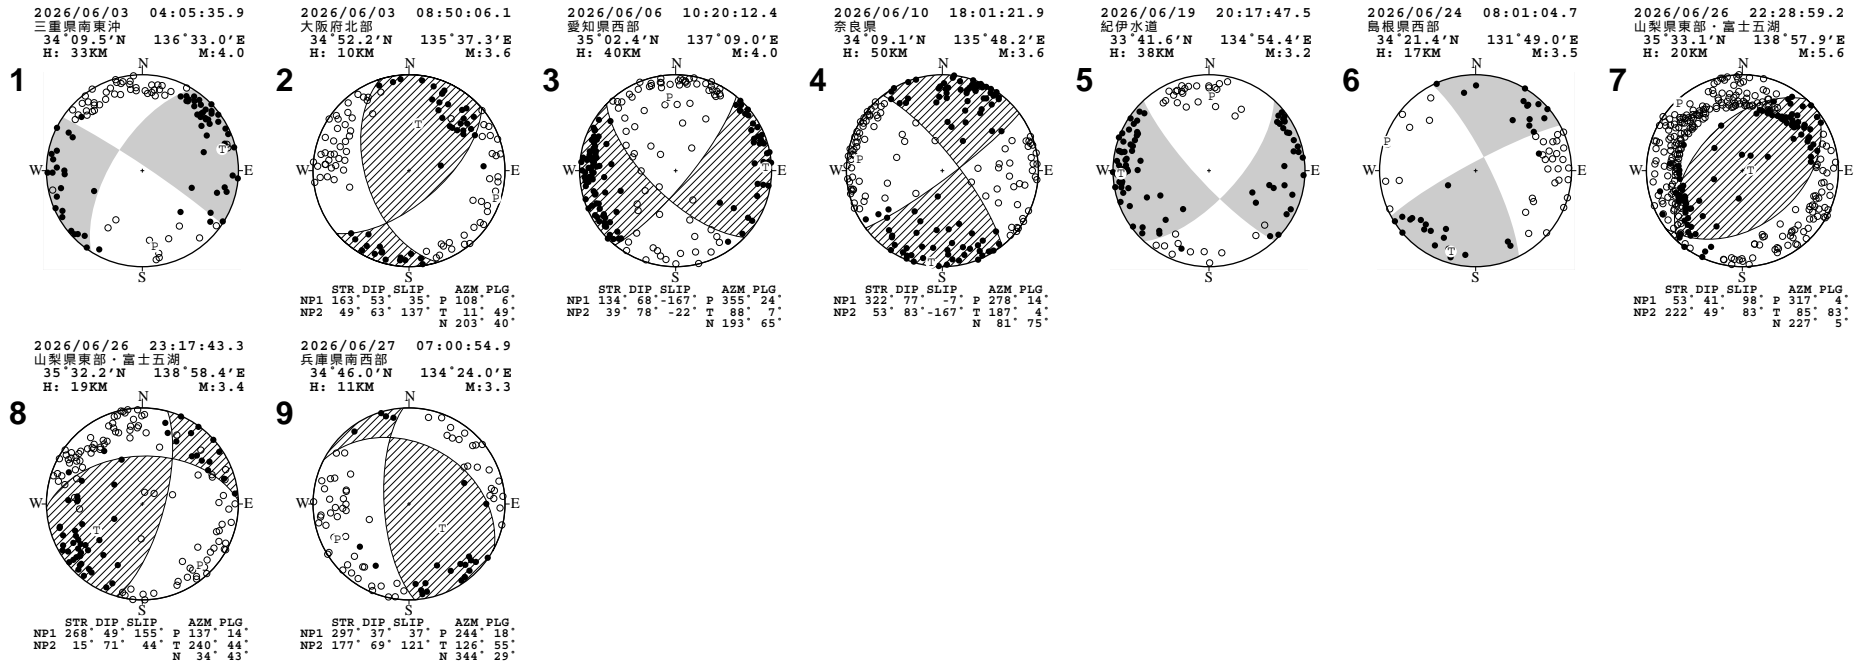 1
2026/06/03 04:05:35.9
三重県南東沖
34°09.5'N 136°33.0'E
H: 33KM M:4.0
N
W
E
S
P
T
2
2026/06/03 08:50:06.1
大阪府北部
34°52.2'N 135°37.3'E
H: 10KM M:3.6
N
W
E
S
T
P
STR DIP SLIP AZM PLG
NP1 163° 53° 35° P 108° 6°
NP2 49° 63° 137° T 11° 49°
N 203° 40°
3
2026/06/06 10:20:12.4
愛知県西部
35°02.4'N 137°09.0'E
H: 40KM M:4.0
N
P
W
T
E
S
STR DIP SLIP AZM PLG
NP1 134° 68° -167° P 355° 24°
NP2 39° 78° -22° T 88° 7°
N 193° 65°
4
2026/06/10 18:01:21.9
奈良県
34°09.1'N 135°48.2'E
H: 50KM M:3.6
N
P
W
E
T
S
STR DIP SLIP AZM PLG
NP1 322° 77° -7° P 278° 14°
NP2 53° 83° -167° T 187° 4°
N 81° 75°
5
2026/06/19 20:17:47.5
紀伊水道
33°41.6'N 134°54.4'E
H: 38KM M:3.2
N
P
W
T
E
S
6
2026/06/24 08:01:04.7
島根県西部
34°21.4'N 131°49.0'E
H: 17KM M:3.5
N
P
W
E
T
S
7
2026/06/26 22:28:59.2
山梨県東部・富士五湖
35°33.1'N 138°57.9'E
H: 20KM M:5.6
N
P
W
T
E
S
STR DIP SLIP AZM PLG
NP1 53° 41° 98° P 317° 4°
NP2 222° 49° 83° T 85° 83°
N 227° 5°
8
2026/06/26 23:17:43.3
山梨県東部・富士五湖
35°32.2'N 138°58.4'E
H: 19KM M:3.4
N
W
E
T
P
S
STR DIP SLIP AZM PLG
NP1 268° 49° 155° P 137° 14°
NP2 15° 71° 44° T 240° 44°
N 34° 43°
9
2026/06/27 07:00:54.9
兵庫県南西部
34°46.0'N 134°24.0'E
H: 11KM M:3.3
N
W
E
T
P
S
STR DIP SLIP AZM PLG
NP1 297° 37° 37° P 244° 18°
NP2 177° 69° 121° T 126° 55°
N 344° 29°